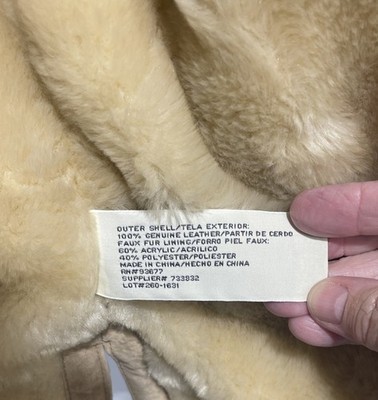 OUTER SHELL/TELA EXTERIOR:
100% GENUINE LEATHER/PARTIR DE CERDO
FAUX FUR LINING/FORRO PIEL FAUX:
60% ACRYLIC/ACRILICO
40% POLYESTER/POLIESTER
MADE IN CHINA/HECHO EN CHINA
RN#93677
SUPPLIER# 733932
LOT#260-1631